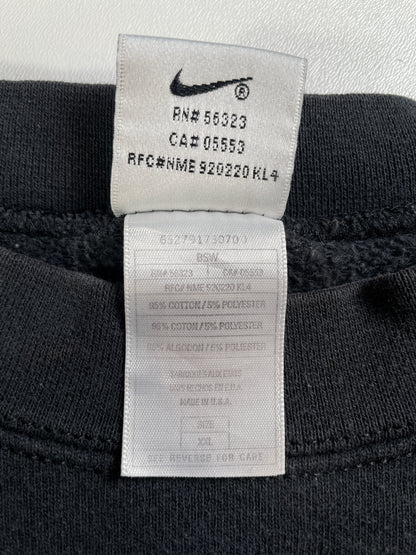 ®
RN# 56323
CA# 05553
RFC#NME 920220 KL4
BSW
RN# 56323 CA# 05553
RFC/ NME 920220 KL4
95% COTTON / 5% POLYESTER
95% COTON / 5% POLYESTER
95% ALGODON / 5% POLIESTER
MADE IN U.S.A.
SIZE
XXL
SEE REVERSE FOR CARE